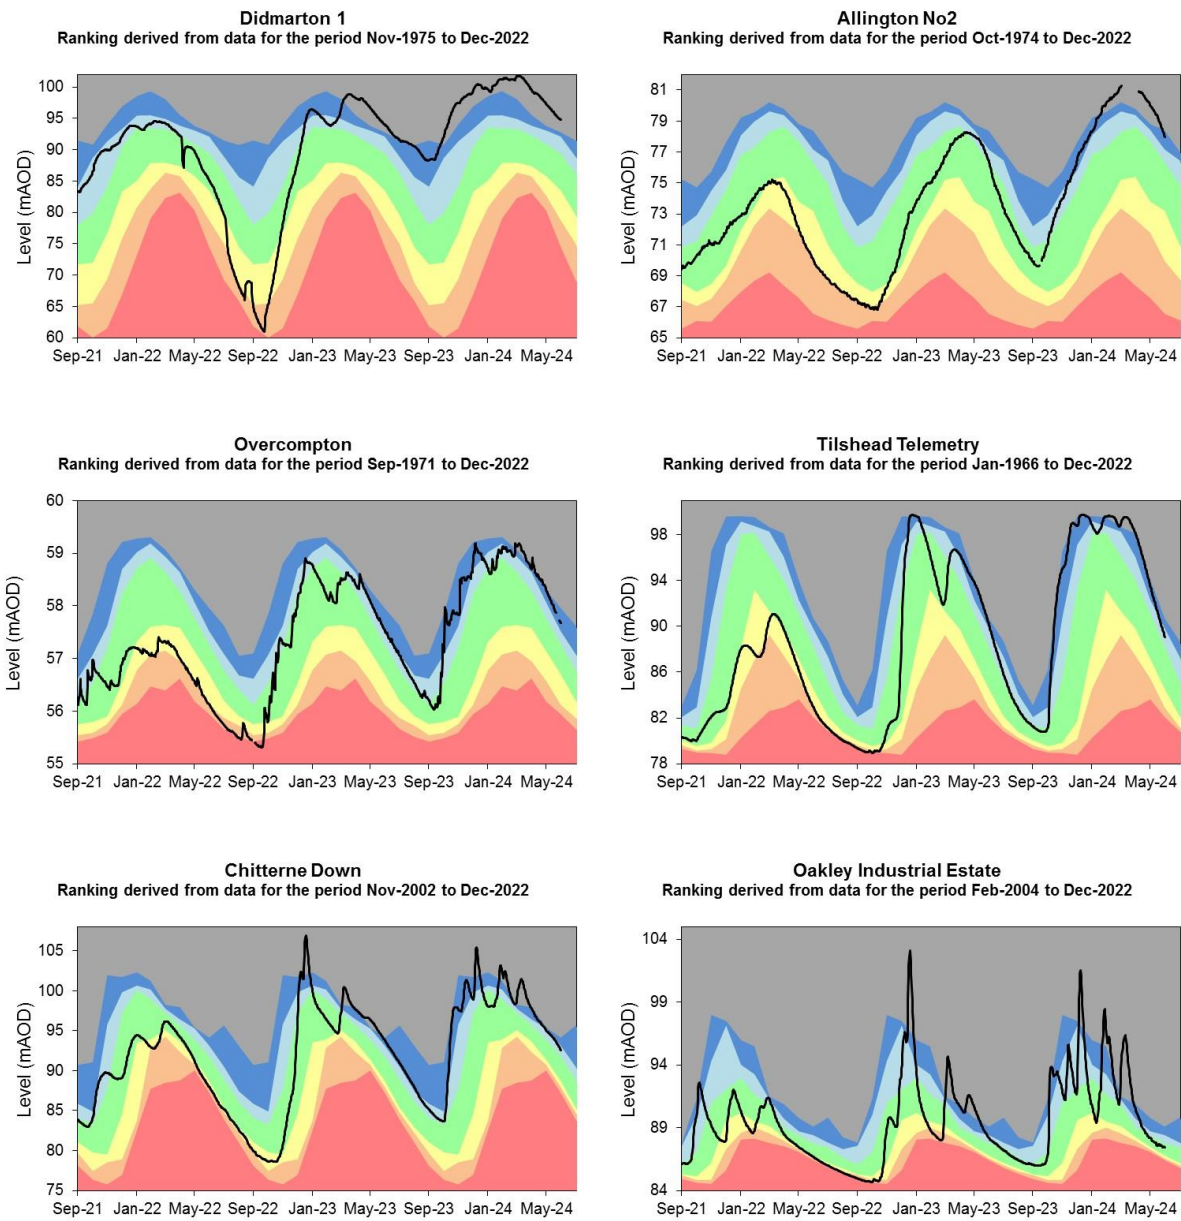 Didmarton 1
Ranking derived from data for the period Nov-1975 to Dec-2022
Level (mAOD)
100
95
90
85
80
75
70
65
60
Sep-21 Jan-22 May-22 Sep-22 Jan-23 May-23 Sep-23 Jan-24 May-24
Allington No2
Ranking derived from data for the period Oct-1974 to Dec-2022
Level (mAOD)
81
79
77
75
73
71
69
67
65
Sep-21 Jan-22 May-22 Sep-22 Jan-23 May-23 Sep-23 Jan-24 May-24
Overcompton
Ranking derived from data for the period Sep-1971 to Dec-2022
Level (mAOD)
60
59
58
57
56
55
Sep-21 Jan-22 May-22 Sep-22 Jan-23 May-23 Sep-23 Jan-24 May-24
Tilshead Telemetry
Ranking derived from data for the period Jan-1966 to Dec-2022
Level (mAOD)
98
94
90
86
82
78
Sep-21 Jan-22 May-22 Sep-22 Jan-23 May-23 Sep-23 Jan-24 May-24
Chitterne Down
Ranking derived from data for the period Nov-2002 to Dec-2022
Level (mAOD)
105
100
95
90
85
80
75
Sep-21 Jan-22 May-22 Sep-22 Jan-23 May-23 Sep-23 Jan-24 May-24
Oakley Industrial Estate
Ranking derived from data for the period Feb-2004 to Dec-2022
Level (mAOD)
104
99
94
89
84
Sep-21 Jan-22 May-22 Sep-22 Jan-23 May-23 Sep-23 Jan-24 May-24